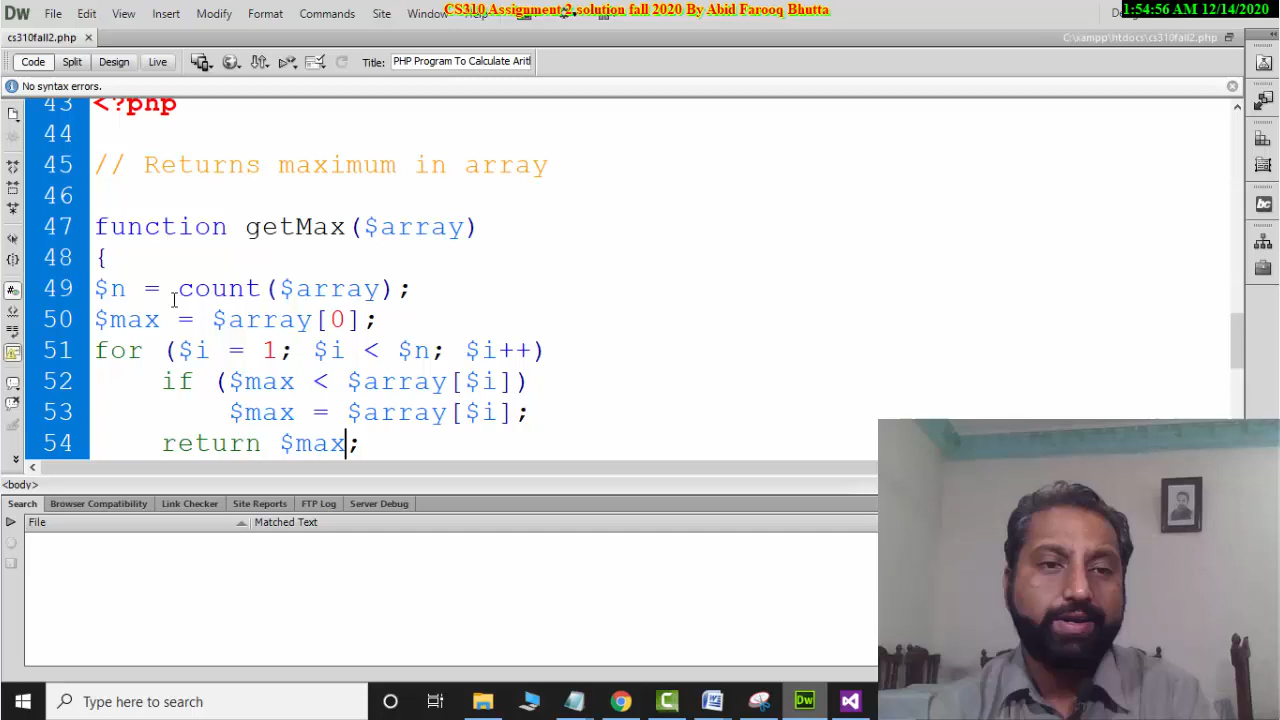 CS310 Assignment 2 solution fall 2020 By Abid Farooq Bhutta
1:54:56 AM 12/14/2020
Dw File Edit View Insert Modify Format Commands Site Window
cs310fall2.php
C:\xampp\htdocs\cs310fall2.php
Code Split Design Live Title: PHP Program To Calculate Arit
No syntax errors.
43 <?php
44
45 // Returns maximum in array
46
47 function getMax($array)
48 {
49 $n = count($array);
50 $max = $array[0];
51 for ($i = 1; $i < $n; $i++)
52 if ($max < $array[$i])
53 $max = $array[$i];
54 return $max;
<body>
Search Browser Compatibility Link Checker Site Reports FTP Log Server Debug
File Matched Text
Type here to search